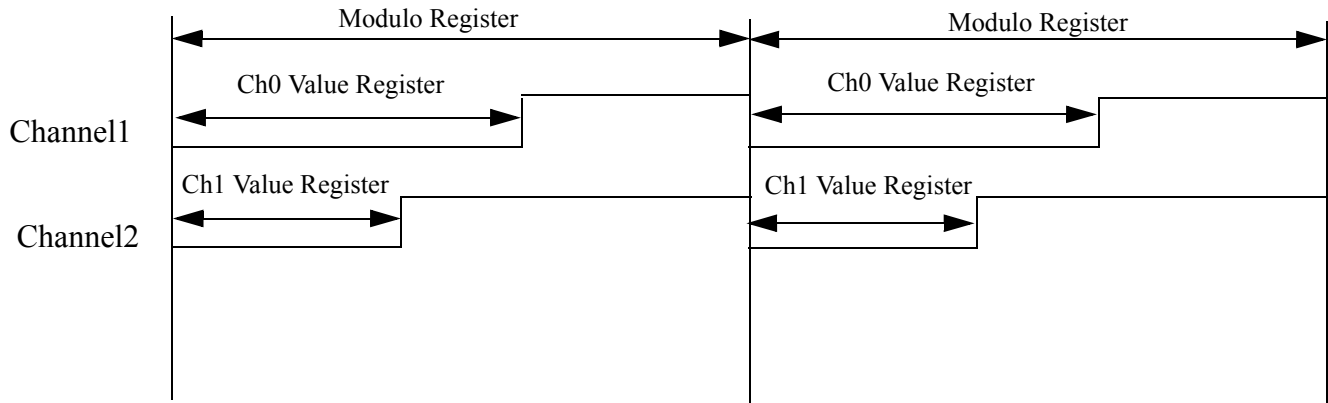 Modulo Register
Modulo Register
Ch0 Value Register
Ch0 Value Register
Channel1
Ch1 Value Register
Ch1 Value Register
Channel2